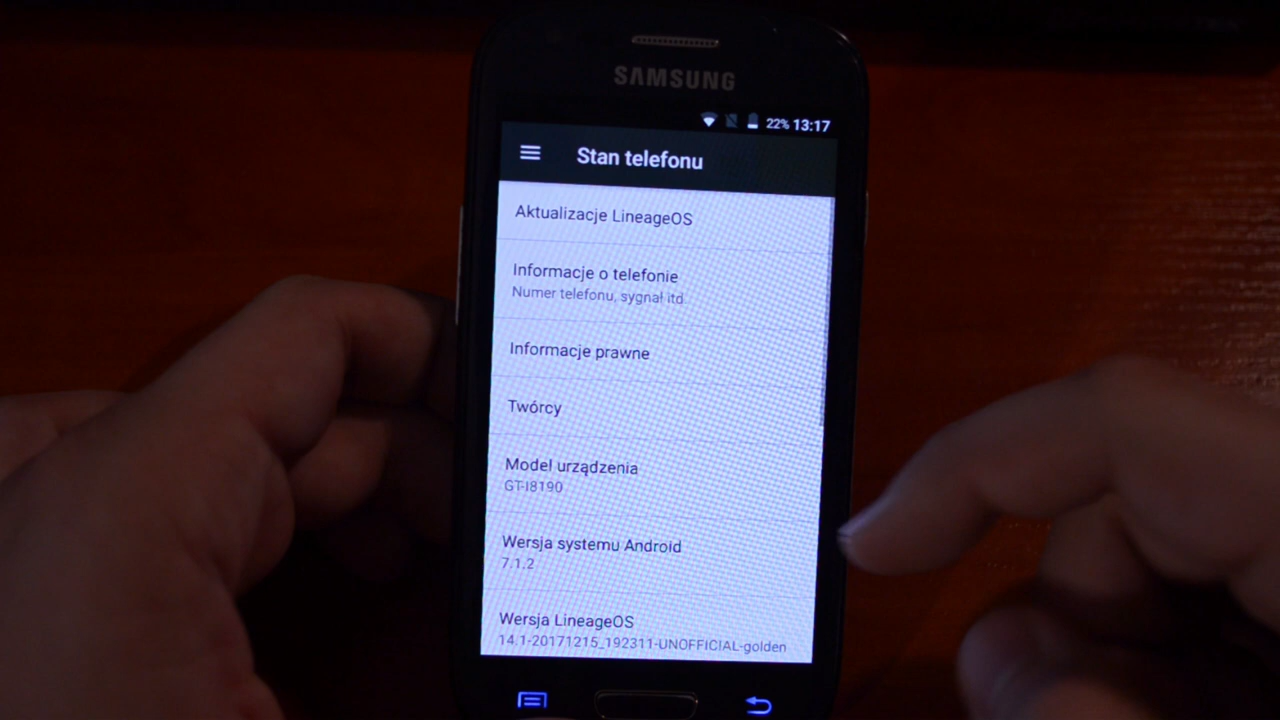 SAMSUNG
22% 13:17
Stan telefonu
Aktualizacje LineageOS
Informacje o telefonie
Numer telefonu, sygnał itd.
Informacje prawne
Twórcy
Model urządzenia
GT-I8190
Wersja systemu Android
7.1.2
Wersja LineageOS
14.1-20171215_192311-UNOFFICIAL-golden